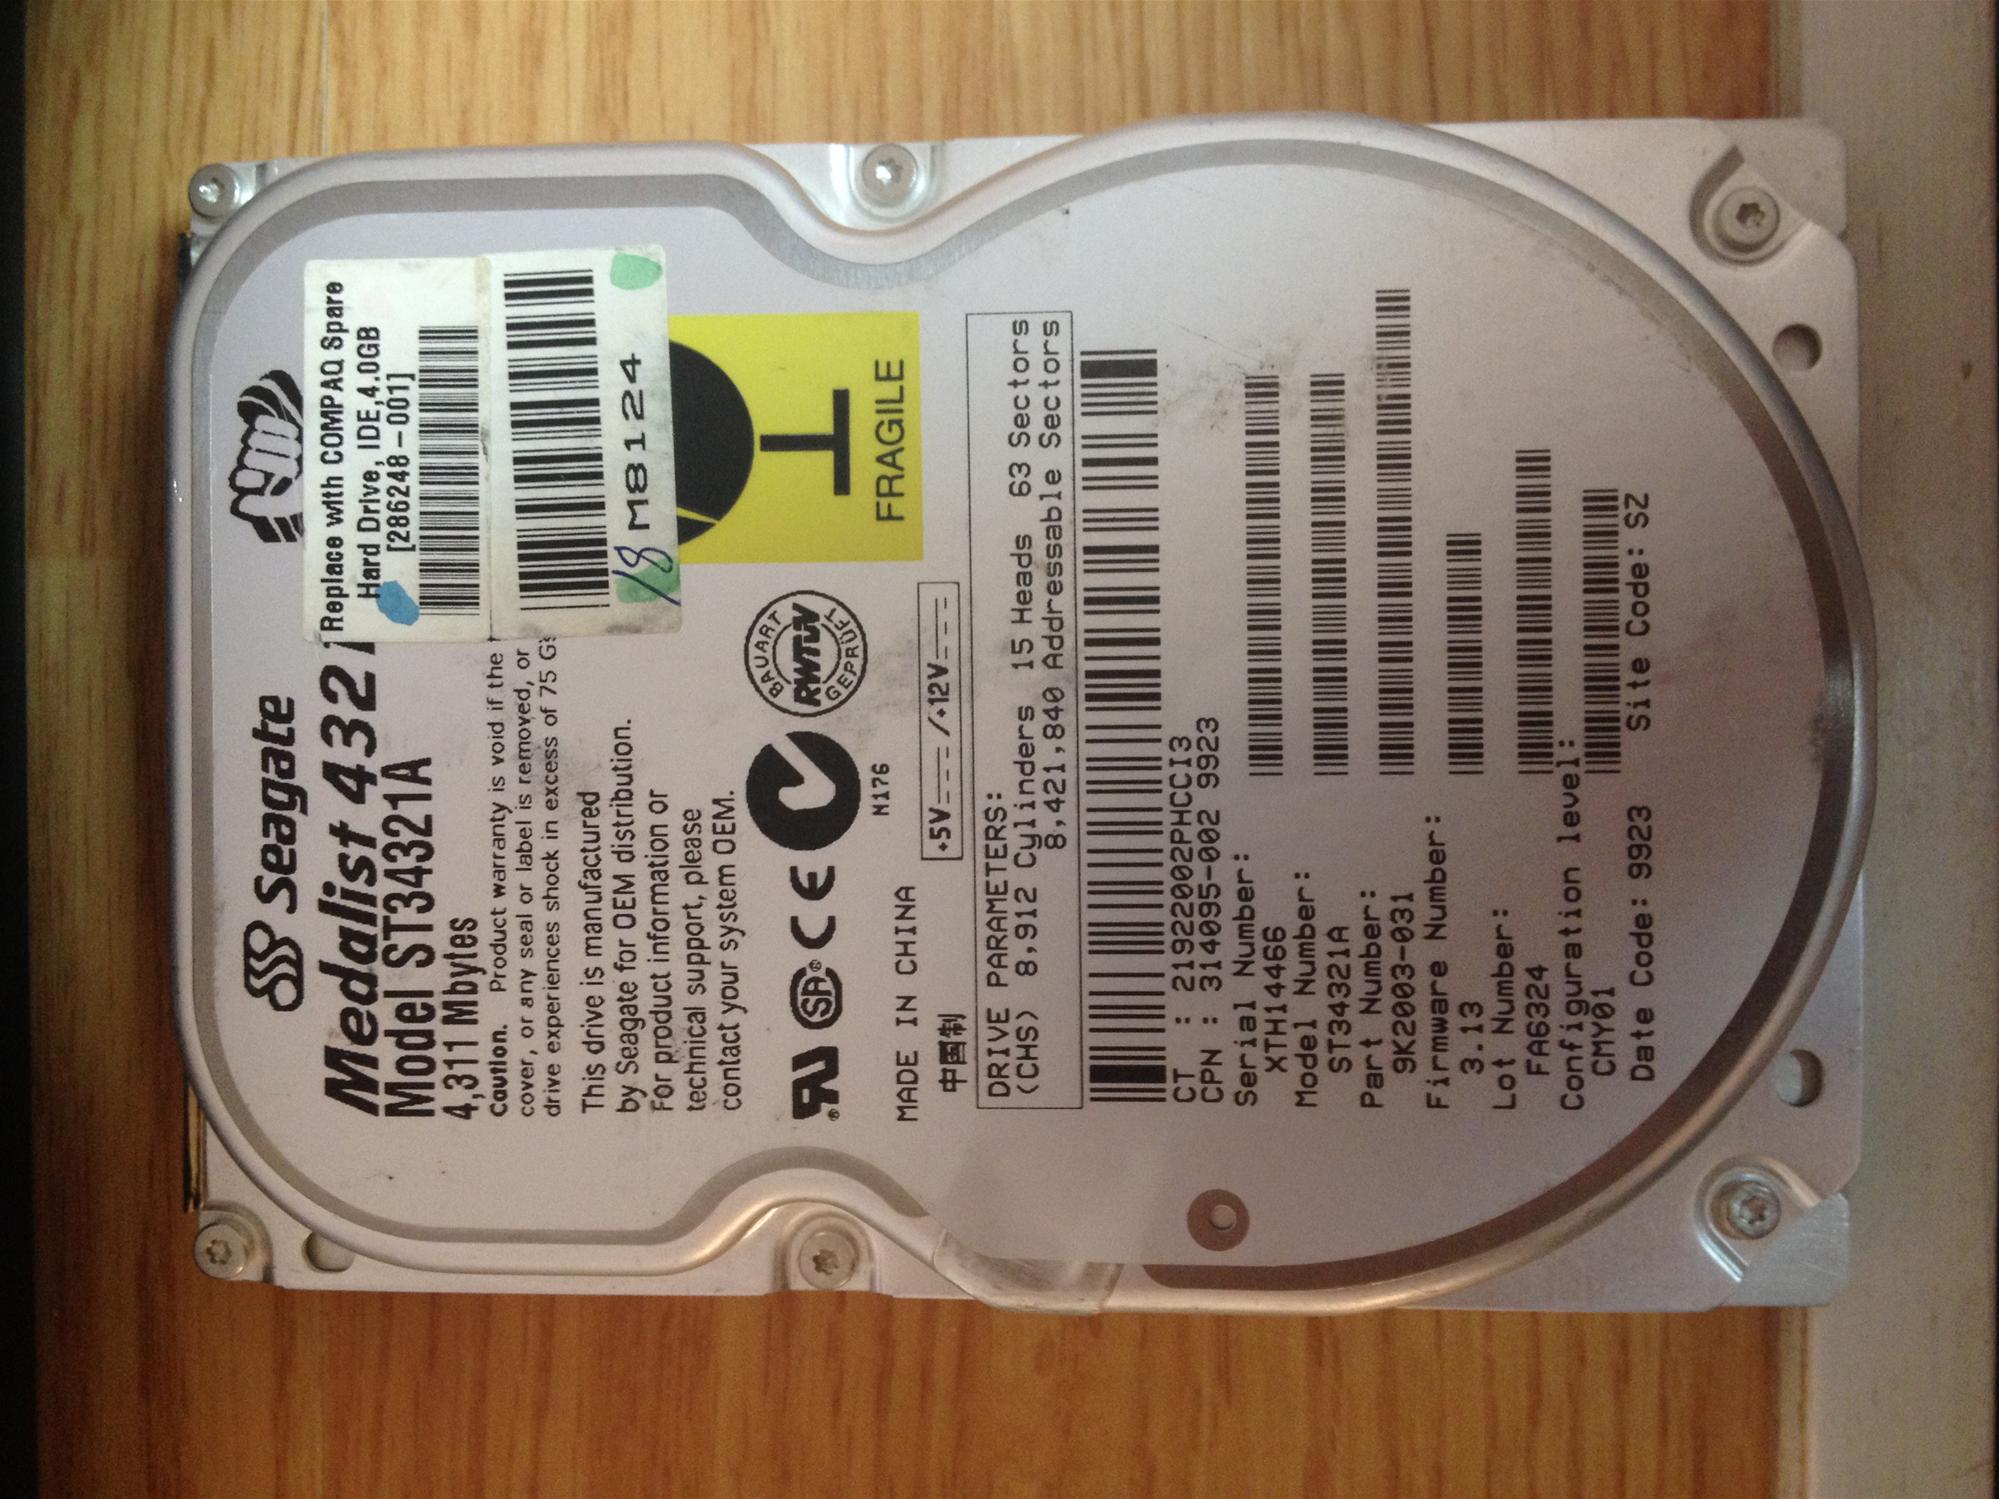 Seagate
Medalist 4321
Model ST34321A
4,311 Mbytes
Caution. Product warranty is void if the
cover, or any seal or label is removed, or
drive experiences shock in excess of 75 Gs
This drive is manufactured
by Seagate for OEM distribution.
For product information or
technical support, please
contact your system OEM.
Replace with COMPAQ Spare
Hard Drive, IDE,4.0GB
[286248-001]
18 M8124
FRAGILE
BAUART
RWTÜV
GEPRÜFT
N176
MADE IN CHINA
中国制
+5V /+12V
DRIVE PARAMETERS:
(CHS) 8,912 Cylinders 15 Heads 63 Sectors
8,421,840 Addressable Sectors
CT : 21922002PHCCI3
CPN : 314095-002 9923
Serial Number:
XTH14466
Model Number:
ST34321A
Part Number:
9K2003-031
Firmware Number:
3.13
Lot Number:
FA6324
Configuration level:
CMY01
Date Code: 9923 Site Code: SZ